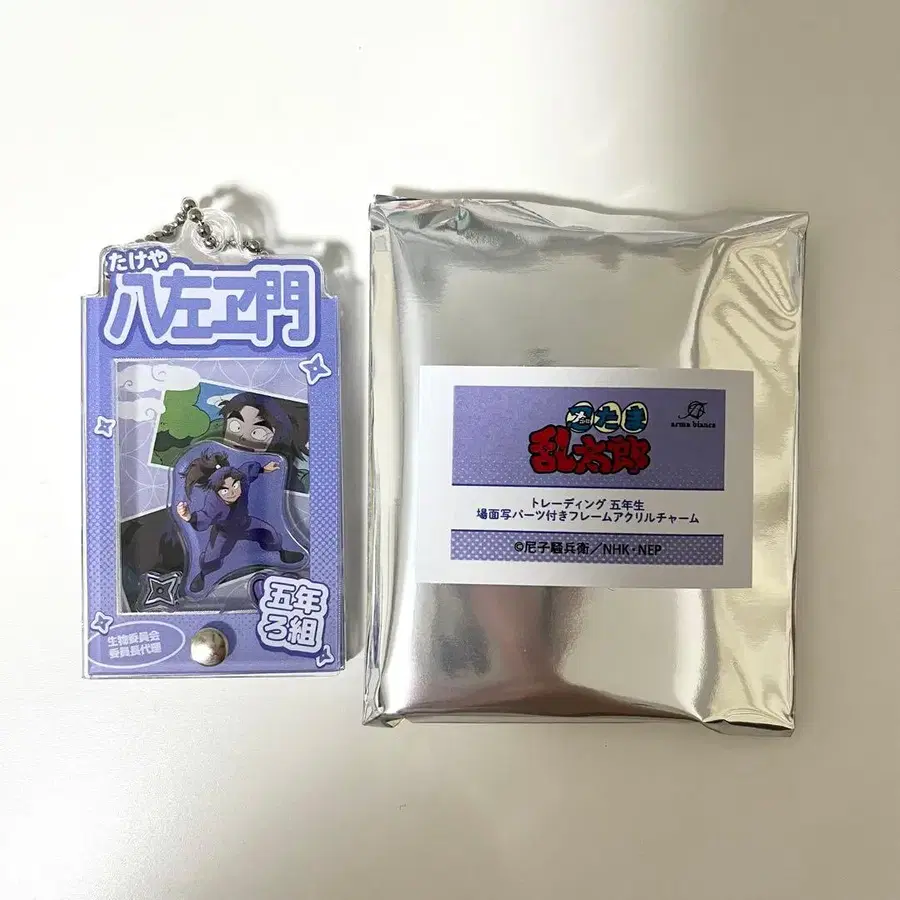 たけや
八左ヱ門
五年
ろ組
生物委員会
委員長代理
忍たま
乱太郎
arma bianca
トレーディング 五年生
場面写パーツ付きフレームアクリルチャーム
©尼子騒兵衛／NHK・NEP